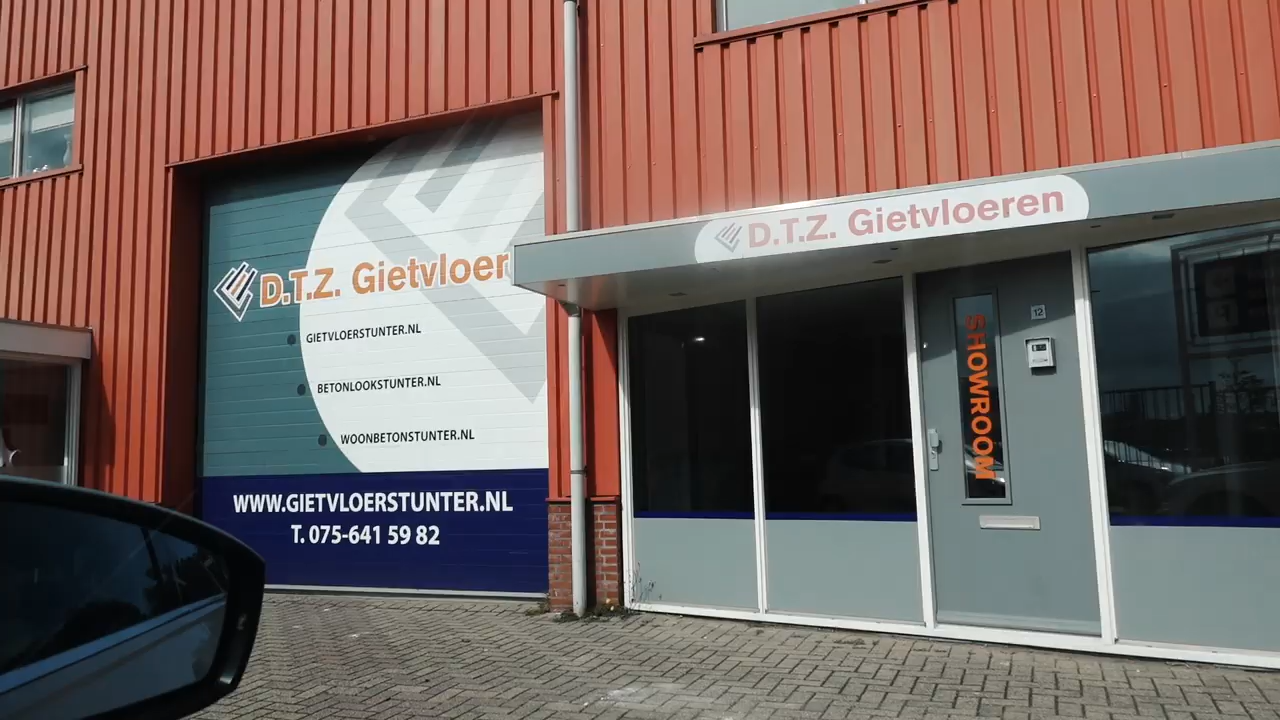 D.T.Z. Gietvloer
GIETVLOERSTUNTER.NL
BETONLOOKSTUNTER.NL
WOONBETONSTUNTER.NL
WWW.GIETVLOERSTUNTER.NL
T. 075-641 59 82
D.T.Z. Gietvloeren
12
SHOWROOM